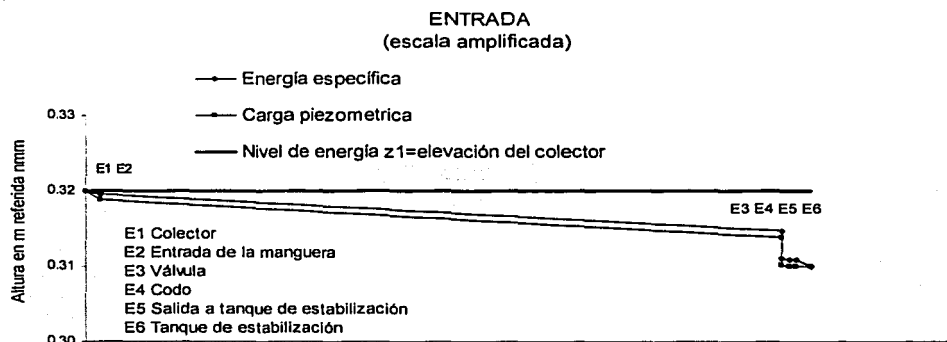 ENTRADA
(escala amplificada)
Energía específica
Carga piezometrica
Nivel de energía z1=elevación del colector
Altura en m referida nmm
0.33
0.32
0.31
0.30
E1 E2
E3 E4 E5 E6
E1 Colector
E2 Entrada de la manguera
E3 Válvula
E4 Codo
E5 Salida a tanque de estabilización
E6 Tanque de estabilización